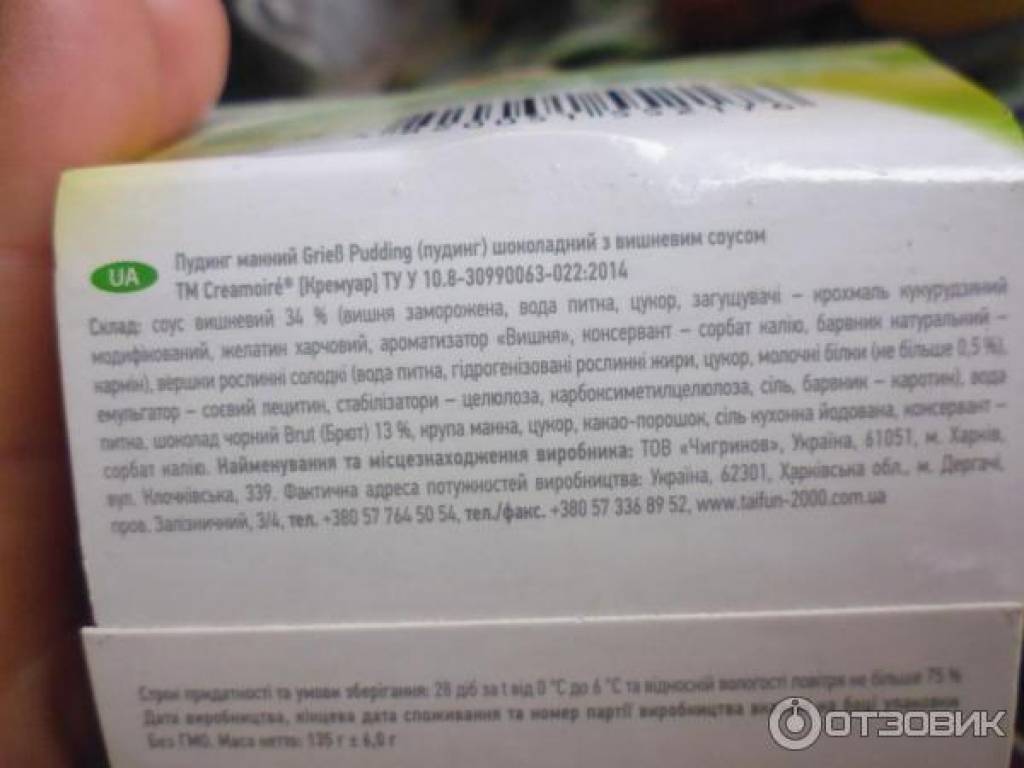 UA
Пудинг манний Grieß Pudding (пудинг) шоколадний з вишневим соусом
ТМ Creamoiré® [Кремуар] ТУ У 10.8-30990063-022:2014
Склад: соус вишневий 34 % (вишня заморожена, вода питна, цукор, загущувачі – крохмаль кукурудзяний
модифікований, желатин харчовий, ароматизатор «Вишня», консервант – сорбат калію, барвник натуральний –
кармін), вершки рослинні солодкі (вода питна, гідрогенізовані рослинні жири, цукор, молочні білки (не більше 0,5 %),
емульгатор – соєвий лецитин, стабілізатори – целюлоза, карбоксиметилцелюлоза, сіль, барвник – каротин), вода
питна, шоколад чорний Brut (Брют) 13 %, крупа манна, цукор, какао-порошок, сіль кухонна йодована, консервант –
сорбат калію. Найменування та місцезнаходження виробника: ТОВ «Чигринов», Україна, 61051, м. Харків,
вул. Клочківська, 339. Фактична адреса потужностей виробництва: Україна, 62301, Харківська обл., м. Дергачі,
пров. Залізничний, 3/4, тел. +380 57 764 50 54, тел./факс. +380 57 336 89 52, www.taifun-2000.com.ua
Строк придатності та умови зберігання: 28 діб за t від 0 °C до 6 °C та відносній вологості повітря не більше 75 %
Дата виробництва, кінцева дата споживання та номер партії виробництва на боці упаковки
Без ГМО. Маса нетто: 135 г ± 6,0 г
ОТЗОВИК